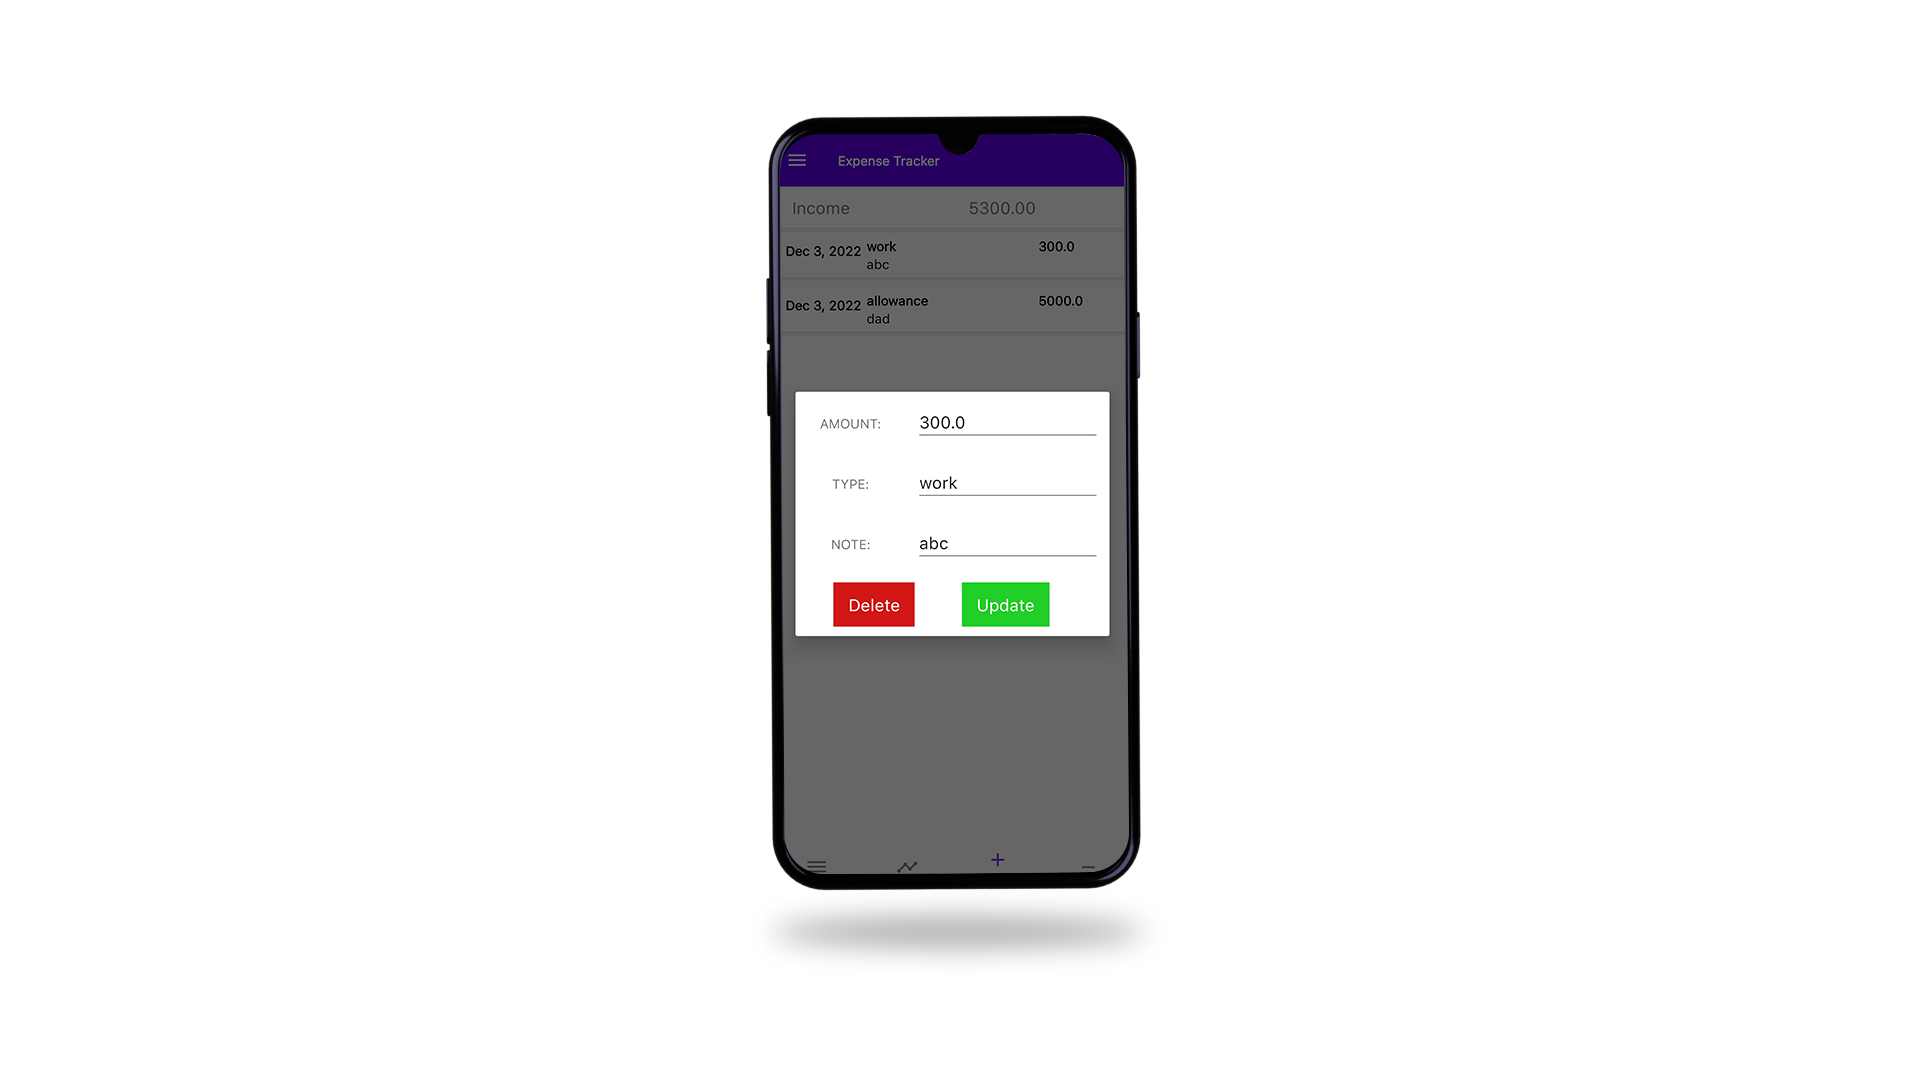 Expense Tracker
Income 5300.00
Dec 3, 2022 work 300.0
abc
Dec 3, 2022 allowance 5000.0
dad
AMOUNT: 300.0
TYPE: work
NOTE: abc
Delete Update